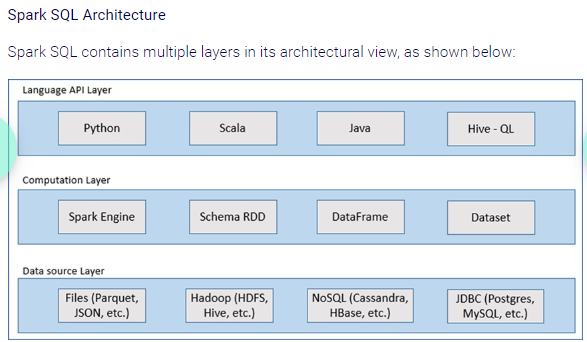 Spark SQL Architecture
Spark SQL contains multiple layers in its architectural view, as shown below:
Language API Layer
Python
Scala
Java
Hive - QL
Computation Layer
Spark Engine
Schema RDD
DataFrame
Dataset
Data source Layer
Files (Parquet,
JSON, etc.)
Hadoop (HDFS,
Hive, etc.)
NoSQL (Cassandra,
HBase, etc.)
JDBC (Postgres,
MySQL, etc.)